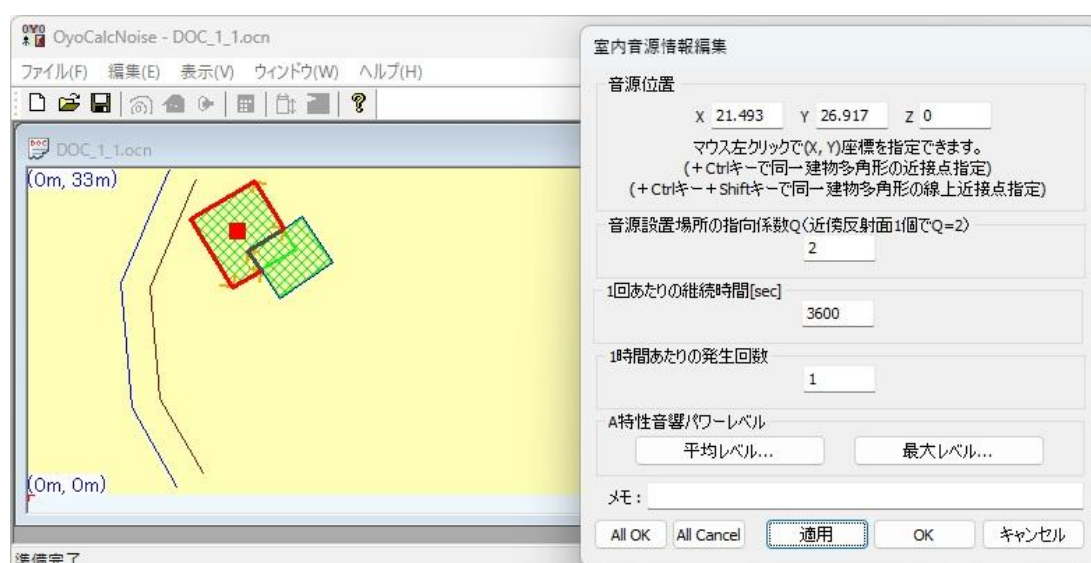 OyoCalcNoise - DOC_1_1.ocn
ファイル(F) 編集(E) 表示(V) ウィンドウ(W) ヘルプ(H)
DOC_1_1.ocn
(0m, 33m)
(0m, 0m)
準備完了
室内音源情報編集
音源位置
X 21.493 Y 26.917 Z 0
マウス左クリックで(X, Y)座標を指定できます。
(+Ctrlキーで同一建物多角形の近接点指定)
(+Ctrlキー+Shiftキーで同一建物多角形の線上近接点指定)
音源設置場所の指向係数Q(近傍反射面1個でQ=2)
2
1回あたりの継続時間[sec]
3600
1時間あたりの発生回数
1
A特性音響パワーレベル
平均レベル... 最大レベル...
メモ:
All OK All Cancel 適用 OK キャンセル